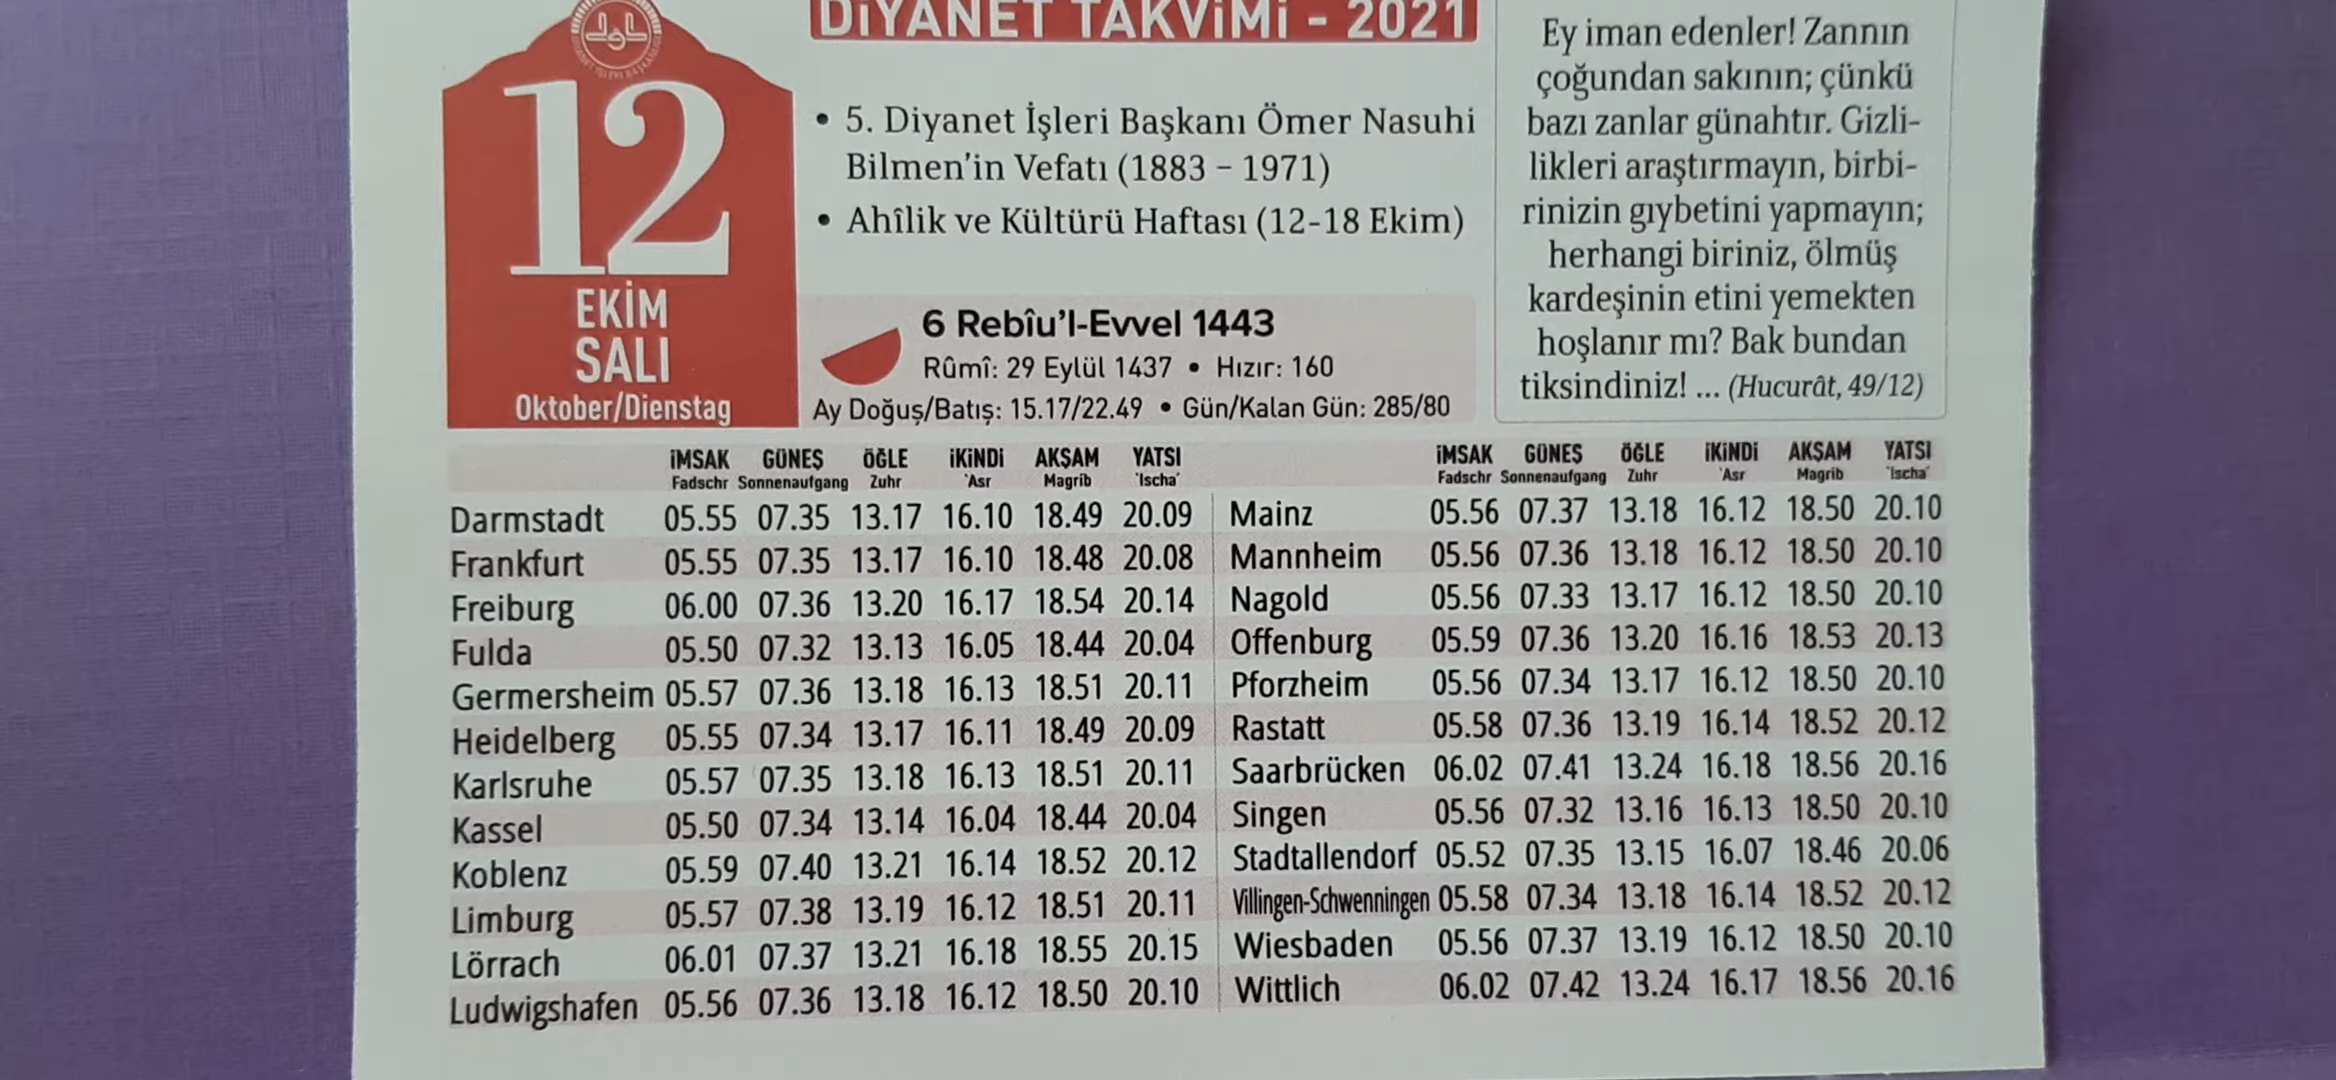 DİYANET TAKVİMİ - 2021
12
EKİM
SALI
Oktober/Dienstag
• 5. Diyanet İşleri Başkanı Ömer Nasuhi
Bilmen'in Vefatı (1883 – 1971)
• Ahîlik ve Kültürü Haftası (12-18 Ekim)
6 Rebîu'l-Evvel 1443
Rûmî: 29 Eylül 1437 • Hızır: 160
Ay Doğuş/Batış: 15.17/22.49 • Gün/Kalan Gün: 285/80
Ey iman edenler! Zannın
çoğundan sakının; çünkü
bazı zanlar günahtır. Gizli-
likleri araştırmayın, birbi-
rinizin gıybetini yapmayın;
herhangi biriniz, ölmüş
kardeşinin etini yemekten
hoşlanır mı? Bak bundan
tiksindiniz! ... (Hucurât, 49/12)
İMSAK GÜNEŞ ÖĞLE İKİNDİ AKŞAM YATSI
Fadschr Sonnenaufgang Zuhr 'Asr Magrib 'Ischa'
Darmstadt 05.55 07.35 13.17 16.10 18.49 20.09
Frankfurt 05.55 07.35 13.17 16.10 18.48 20.08
Freiburg 06.00 07.36 13.20 16.17 18.54 20.14
Fulda 05.50 07.32 13.13 16.05 18.44 20.04
Germersheim 05.57 07.36 13.18 16.13 18.51 20.11
Heidelberg 05.55 07.34 13.17 16.11 18.49 20.09
Karlsruhe 05.57 07.35 13.18 16.13 18.51 20.11
Kassel 05.50 07.34 13.14 16.04 18.44 20.04
Koblenz 05.59 07.40 13.21 16.14 18.52 20.12
Limburg 05.57 07.38 13.19 16.12 18.51 20.11
Lörrach 06.01 07.37 13.21 16.18 18.55 20.15
Ludwigshafen 05.56 07.36 13.18 16.12 18.50 20.10
İMSAK GÜNEŞ ÖĞLE İKİNDİ AKŞAM YATSI
Fadschr Sonnenaufgang Zuhr 'Asr Magrib 'Ischa'
Mainz 05.56 07.37 13.18 16.12 18.50 20.10
Mannheim 05.56 07.36 13.18 16.12 18.50 20.10
Nagold 05.56 07.33 13.17 16.12 18.50 20.10
Offenburg 05.59 07.36 13.20 16.16 18.53 20.13
Pforzheim 05.56 07.34 13.17 16.12 18.50 20.10
Rastatt 05.58 07.36 13.19 16.14 18.52 20.12
Saarbrücken 06.02 07.41 13.24 16.18 18.56 20.16
Singen 05.56 07.32 13.16 16.13 18.50 20.10
Stadtallendorf 05.52 07.35 13.15 16.07 18.46 20.06
Villingen-Schwenningen 05.58 07.34 13.18 16.14 18.52 20.12
Wiesbaden 05.56 07.37 13.19 16.12 18.50 20.10
Wittlich 06.02 07.42 13.24 16.17 18.56 20.16